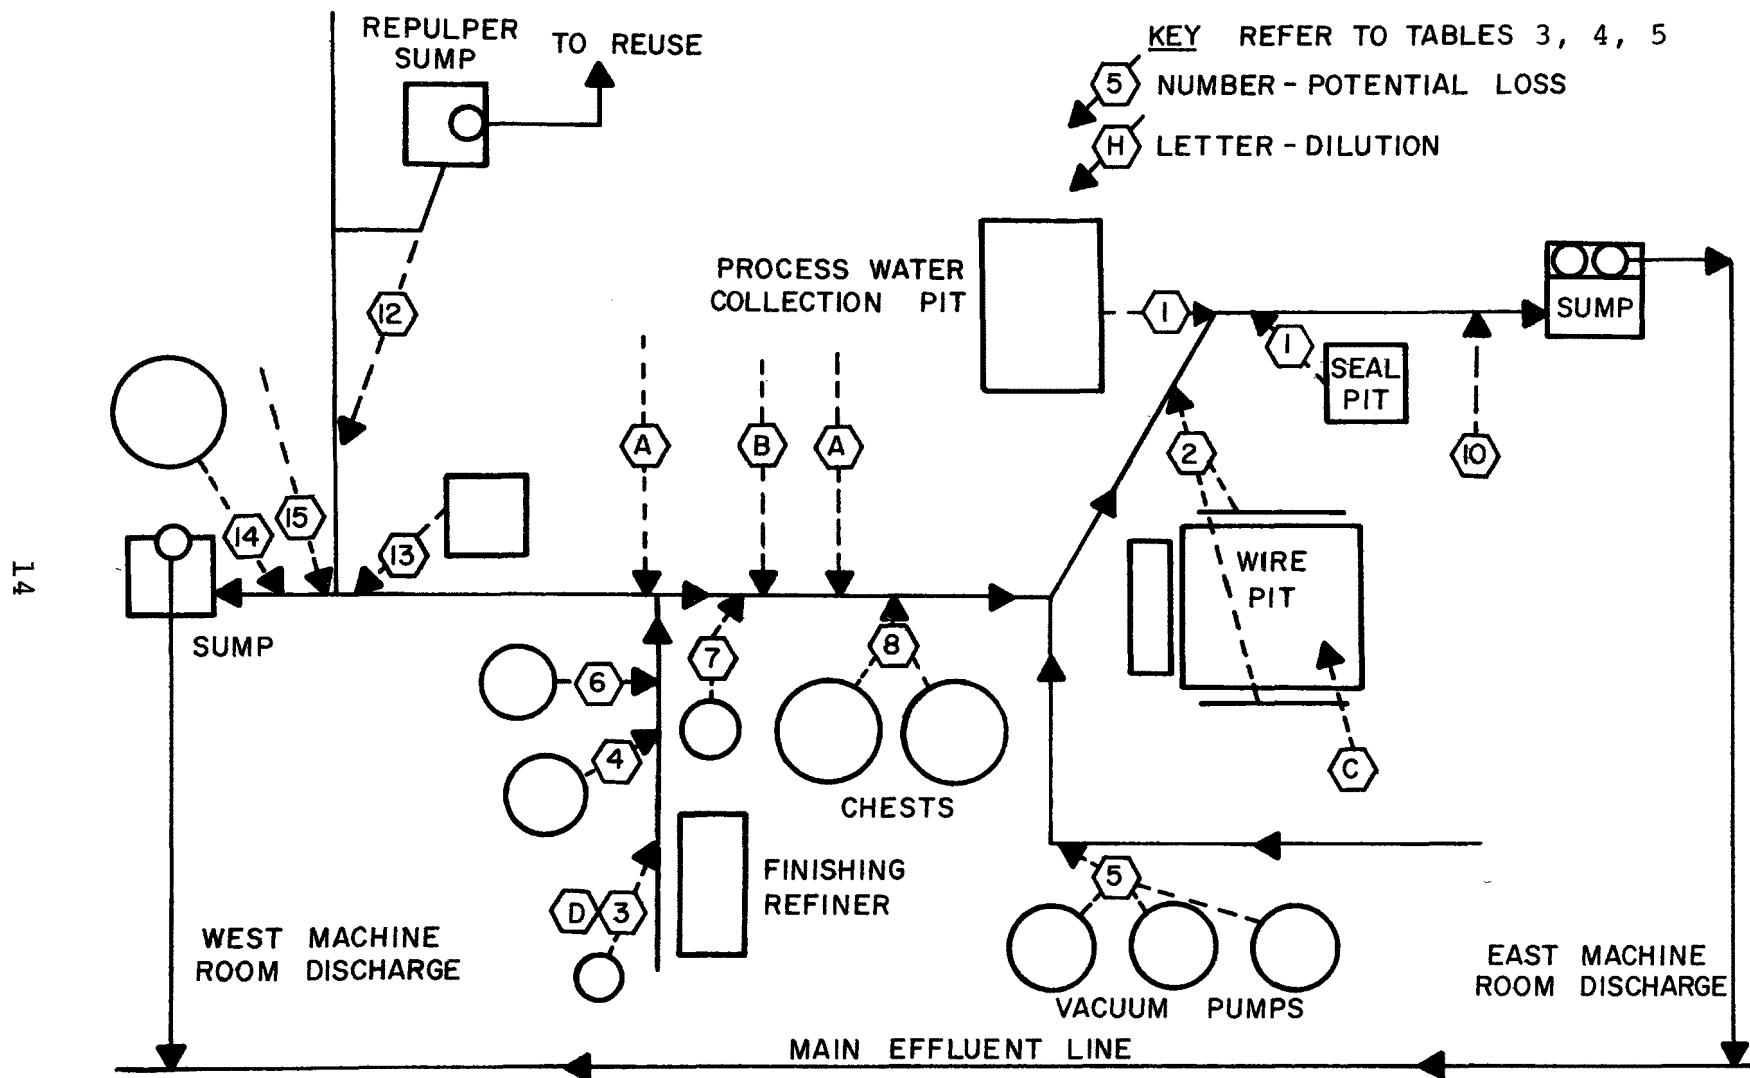 REPULPER
SUMP
TO REUSE
KEY REFER TO TABLES 3, 4, 5
5 NUMBER - POTENTIAL LOSS
H LETTER - DILUTION
PROCESS WATER
COLLECTION PIT
1
SUMP
12
1
SEAL
PIT
A
B
A
2
10
15
14
13
WIRE
PIT
14
SUMP
6
7
8
4
C
CHESTS
FINISHING
REFINER
5
D 3
WEST MACHINE
ROOM DISCHARGE
EAST MACHINE
ROOM DISCHARGE
VACUUM PUMPS
MAIN EFFLUENT LINE